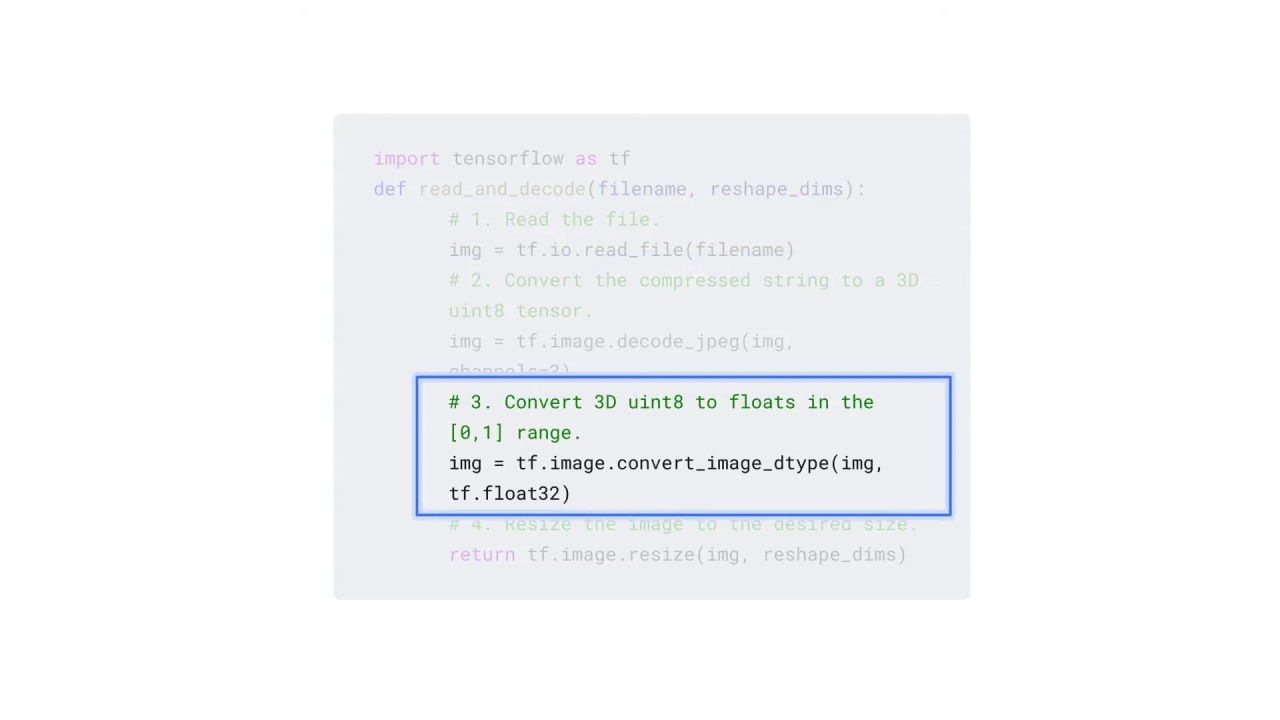 import tensorflow as tf
def read_and_decode(filename, reshape_dims):
# 1. Read the file.
img = tf.io.read_file(filename)
# 2. Convert the compressed string to a 3D
uint8 tensor.
img = tf.image.decode_jpeg(img,
channels=3)
# 3. Convert 3D uint8 to floats in the
[0,1] range.
img = tf.image.convert_image_dtype(img,
tf.float32)
# 4. Resize the image to the desired size.
return tf.image.resize(img, reshape_dims)